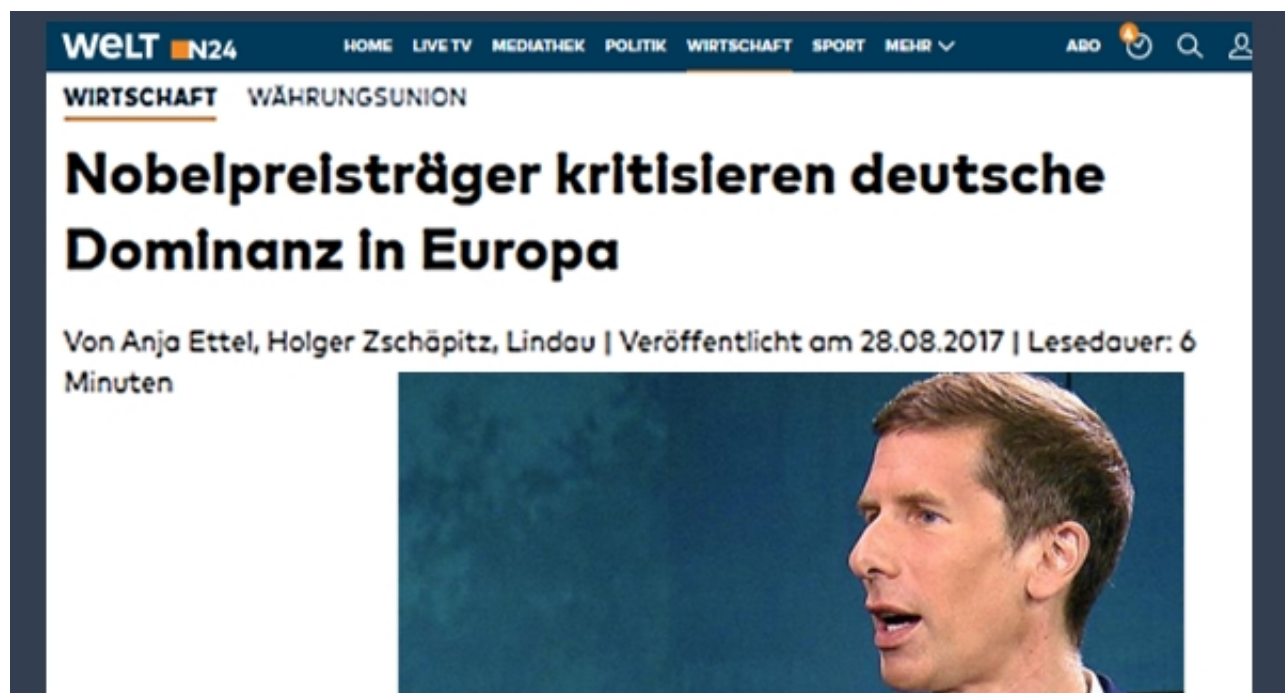 WELT N24 HOME LIVE TV MEDIATHEK POLITIK WIRTSCHAFT SPORT MEHR ABO 4
WIRTSCHAFT WÄHRUNGSUNION
Nobelpreisträger kritisieren deutsche
Dominanz in Europa
Von Anja Ettel, Holger Zschäpitz, Lindau | Veröffentlicht am 28.08.2017 | Lesedauer: 6
Minuten